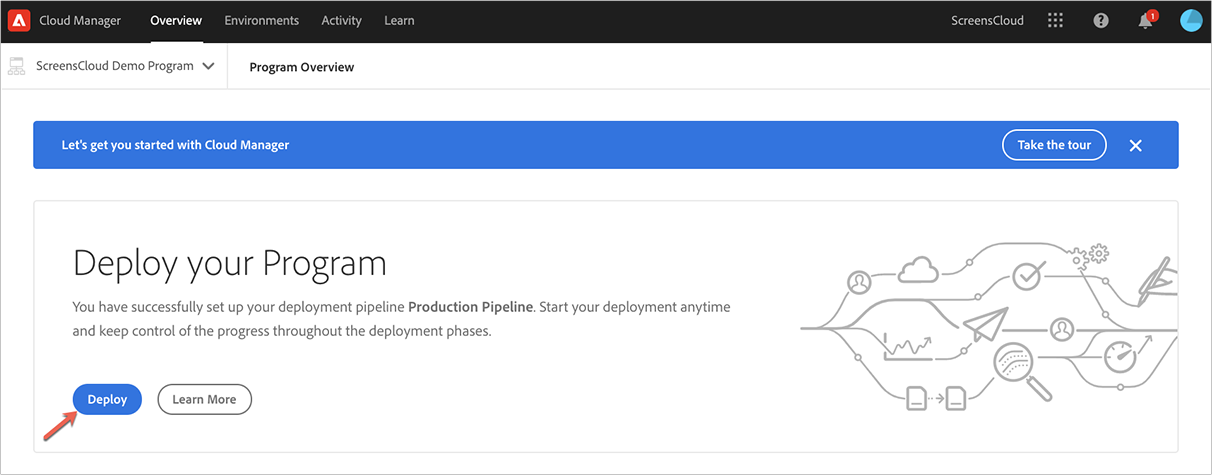 Cloud Manager Overview Environments Activity Learn ScreensCloud 1
ScreensCloud Demo Program Program Overview
Let's get you started with Cloud Manager Take the tour
Deploy your Program
You have successfully set up your deployment pipeline Production Pipeline. Start your deployment anytime
and keep control of the progress throughout the deployment phases.
Deploy Learn More